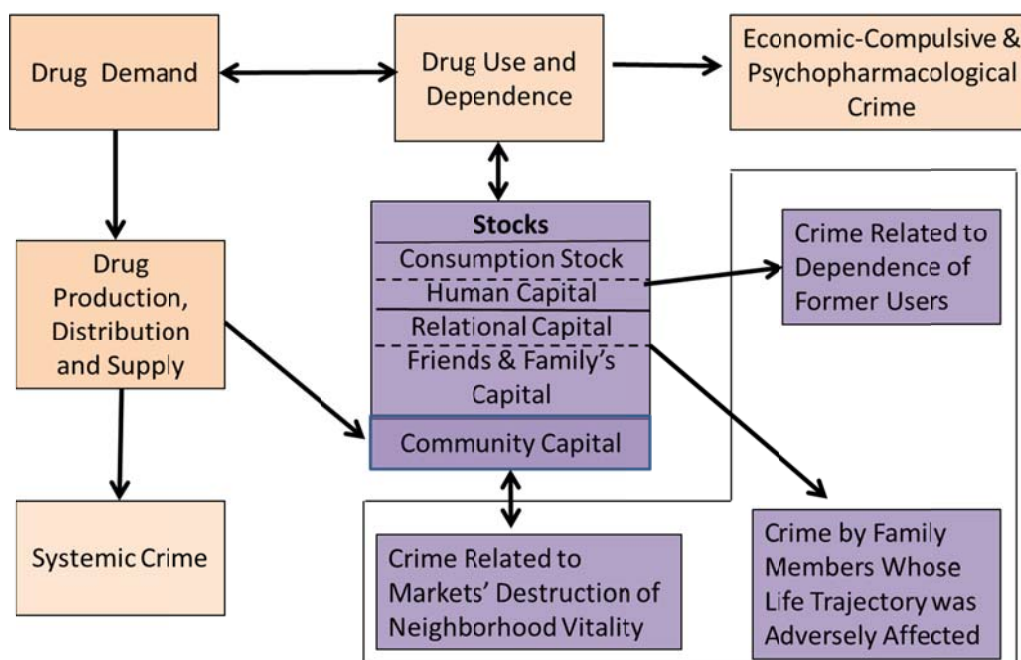 Drug Demand
Drug Use and
Dependence
Economic-Compulsive &
Psychopharmacological
Crime
Drug
Production,
Distribution
and Supply
Stocks
Consumption Stock
Human Capital
Relational Capital
Friends & Family's
Capital
Community Capital
Crime Related to
Dependence of
Former Users
Systemic Crime
Crime Related to
Markets' Destruction of
Neighborhood Vitality
Crime by Family
Members Whose
Life Trajectory was
Adversely Affected